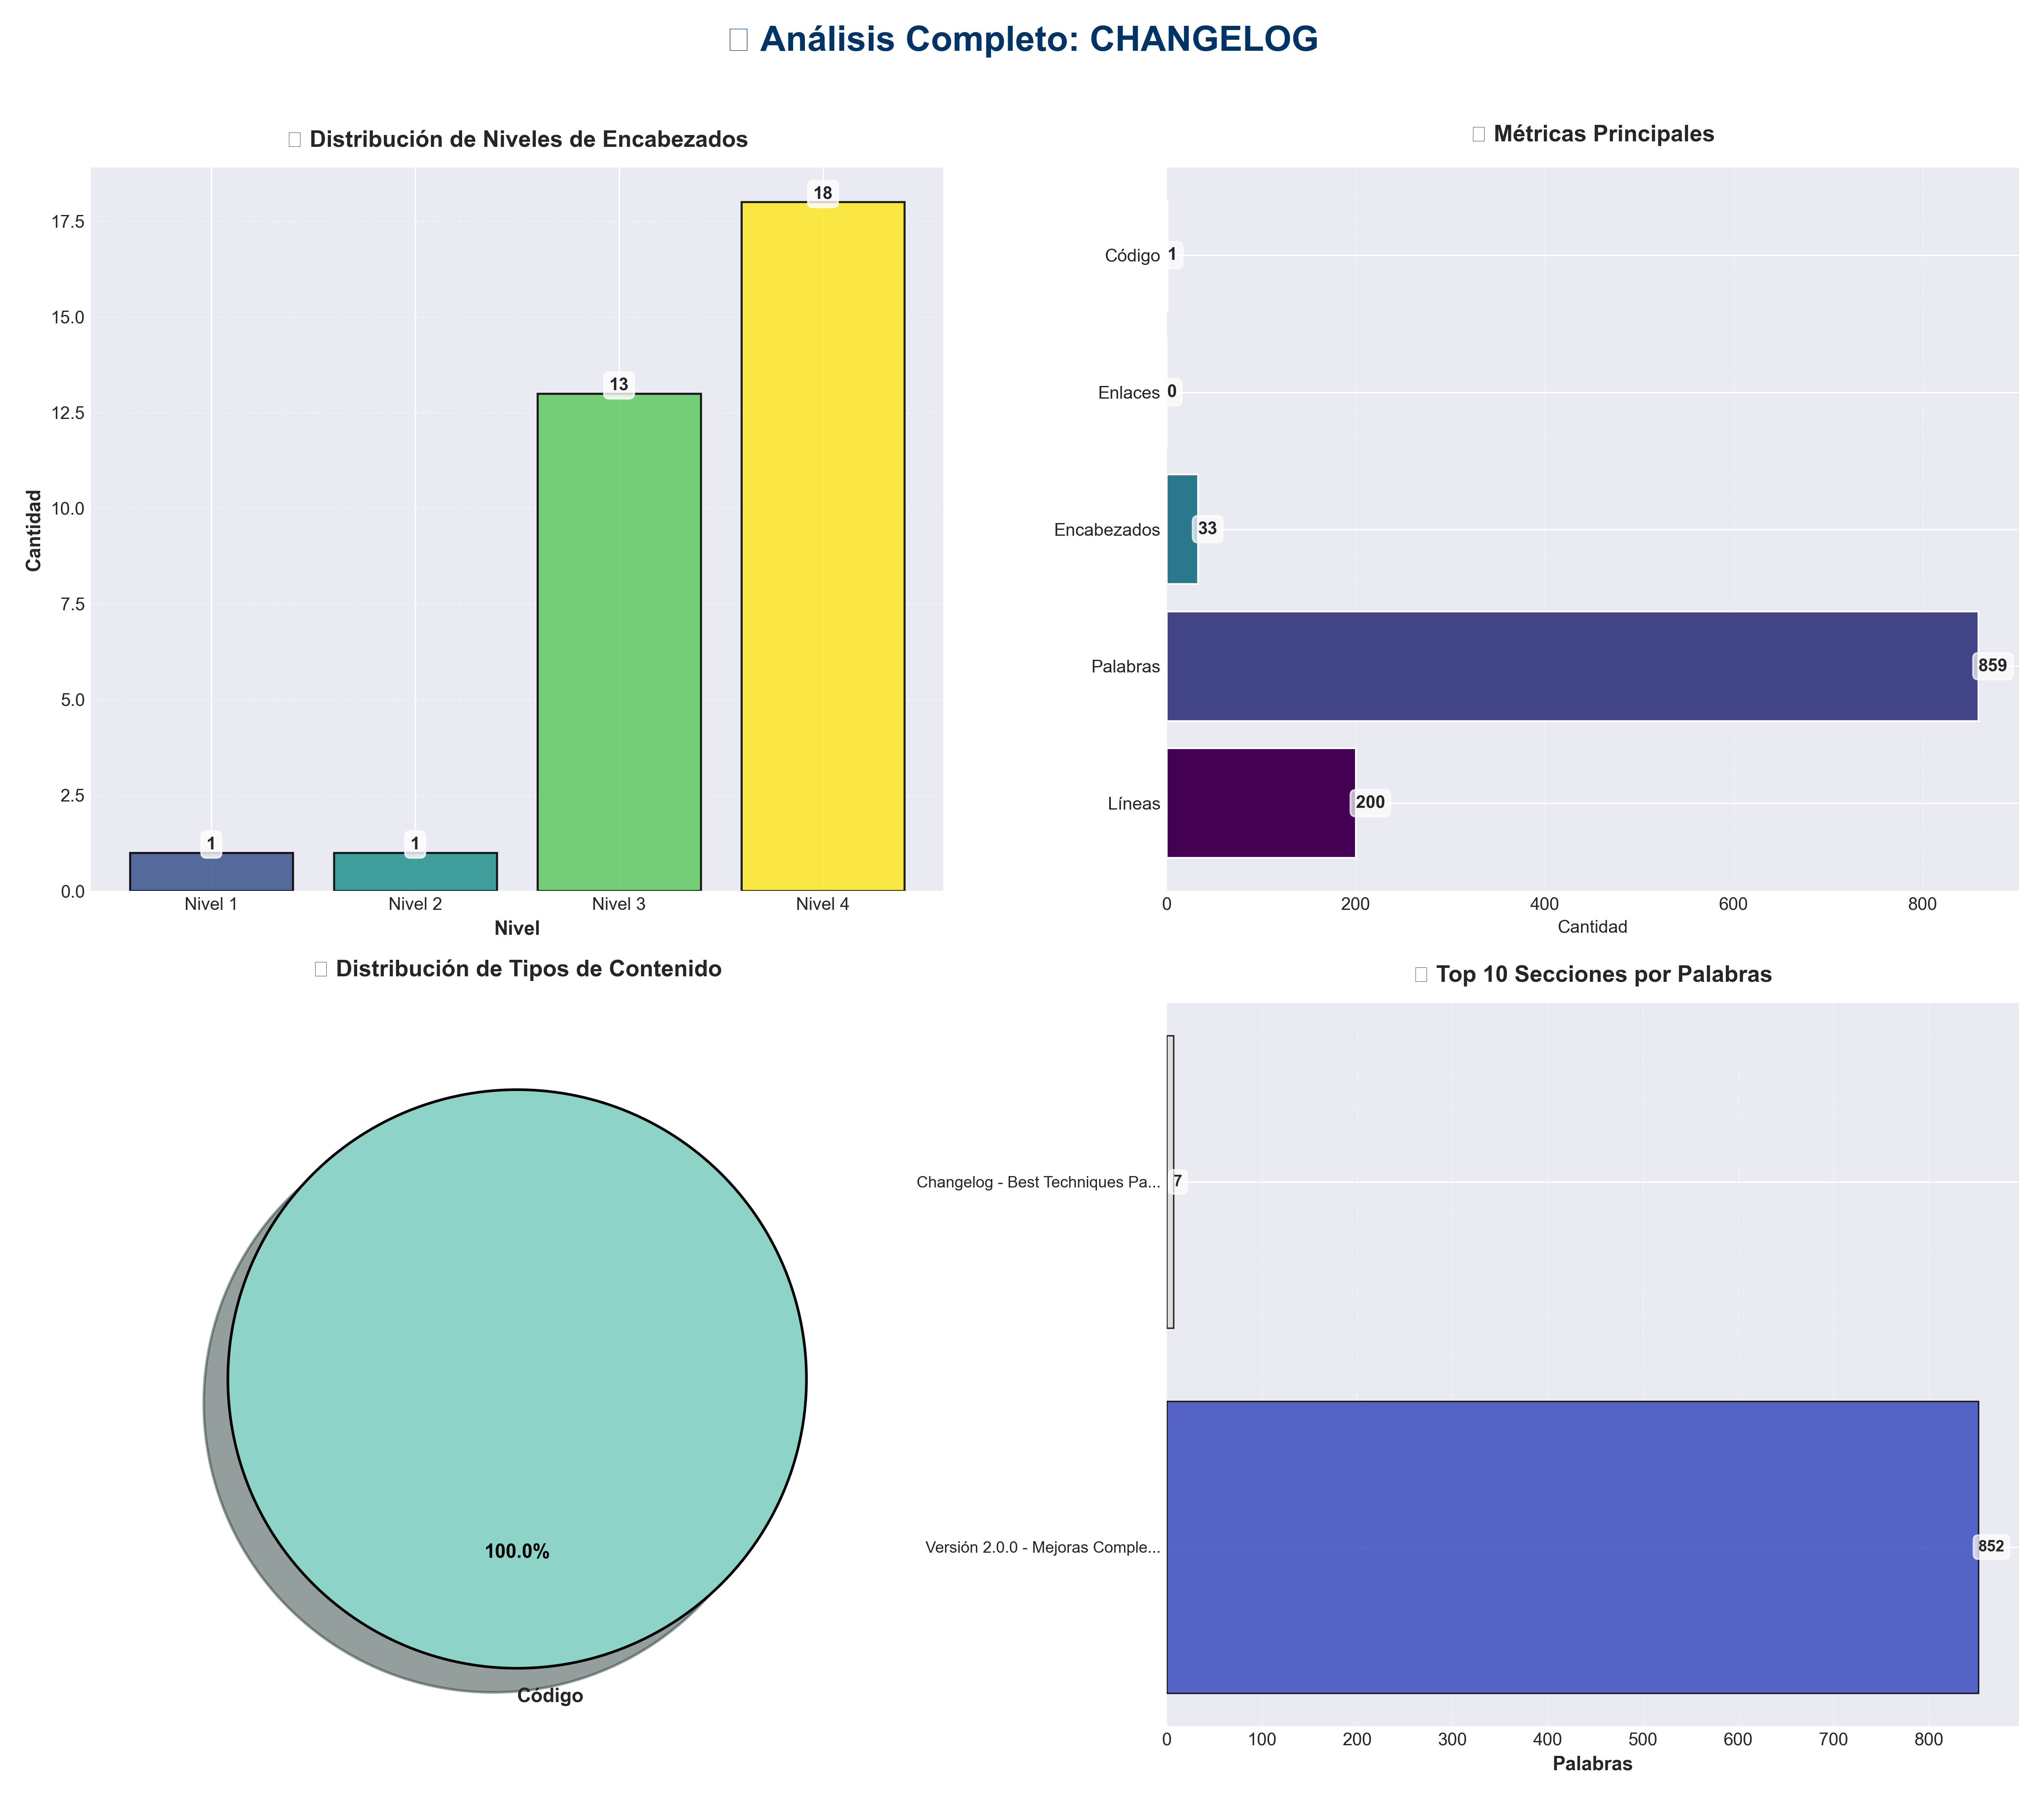 Análisis Completo: CHANGELOG
Distribución de Niveles de Encabezados
Cantidad
17.5
15.0
12.5
10.0
7.5
5.0
2.5
0.0
1
1
13
18
Nivel 1
Nivel 2
Nivel 3
Nivel 4
Nivel
Métricas Principales
Código
1
Enlaces
0
Encabezados
33
Palabras
859
Líneas
200
0
200
400
600
800
Cantidad
Distribución de Tipos de Contenido
100.0%
Código
Top 10 Secciones por Palabras
Changelog - Best Techniques Pa...
7
Versión 2.0.0 - Mejoras Comple...
852
0
100
200
300
400
500
600
700
800
Palabras